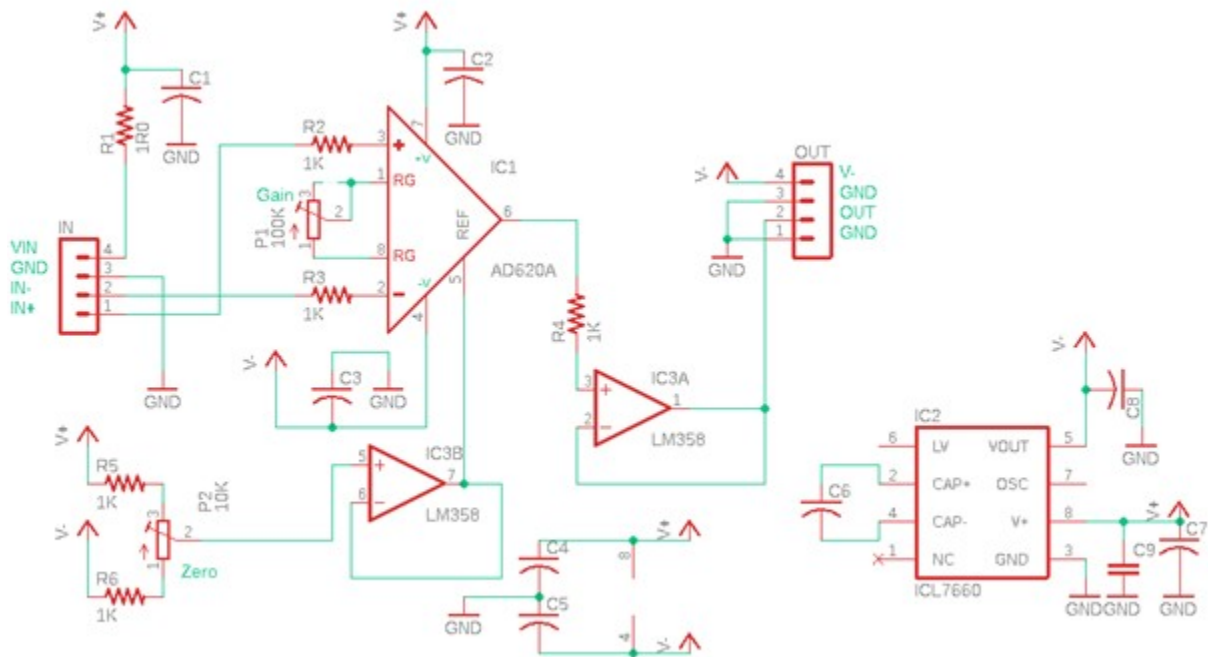 V+
C1
R1
1R0
GND
IN
VIN
GND
IN-
IN+
4
3
2
1
GND
V+
C2
GND
R2
1K
3
+
7
+V
IC1
Gain
P1
100K
3
2
1
1
RG
8
RG
REF
6
5
AD620A
R3
1K
2
-
-V
4
V-
C3
GND
R4
1K
OUT
V-
4
3
2
1
V-
GND
OUT
GND
GND
3
+
2
-
1
IC3A
LM358
V+
R5
1K
V-
R6
1K
P2
10K
3
2
1
Zero
5
+
6
-
7
IC3B
LM358
C4
C5
GND
V+
8
4
V-
V-
C8
GND
IC2
6
LV
VOUT
5
2
CAP+
OSC
7
4
CAP-
V+
8
1
NC
GND
3
ICL7660
C6
V+
C7
C9
GND
GND
GND